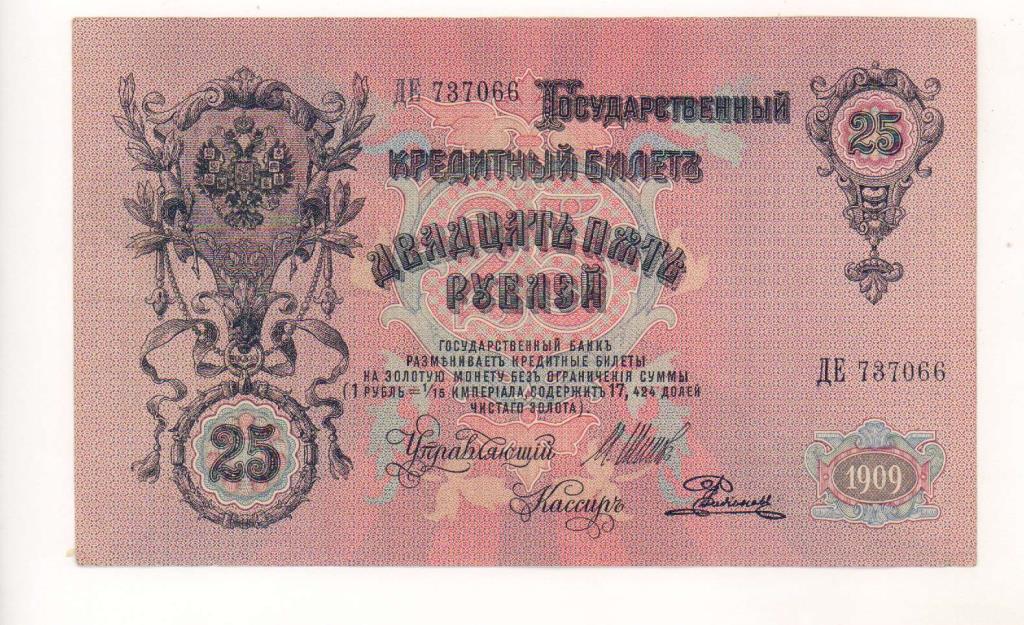 ДЕ 737066
Государственный
кредитный билетъ
двадцать пять
рублей
25
25
государственный банкъ
размѣниваетъ кредитные билеты
на золотую монету безъ ограниченія суммы
(1 рубль = 1/15 имперіала, содержитъ 17, 424 долей
чистаго золота).
ДЕ 737066
25
Управляющій
Кассиръ
1909